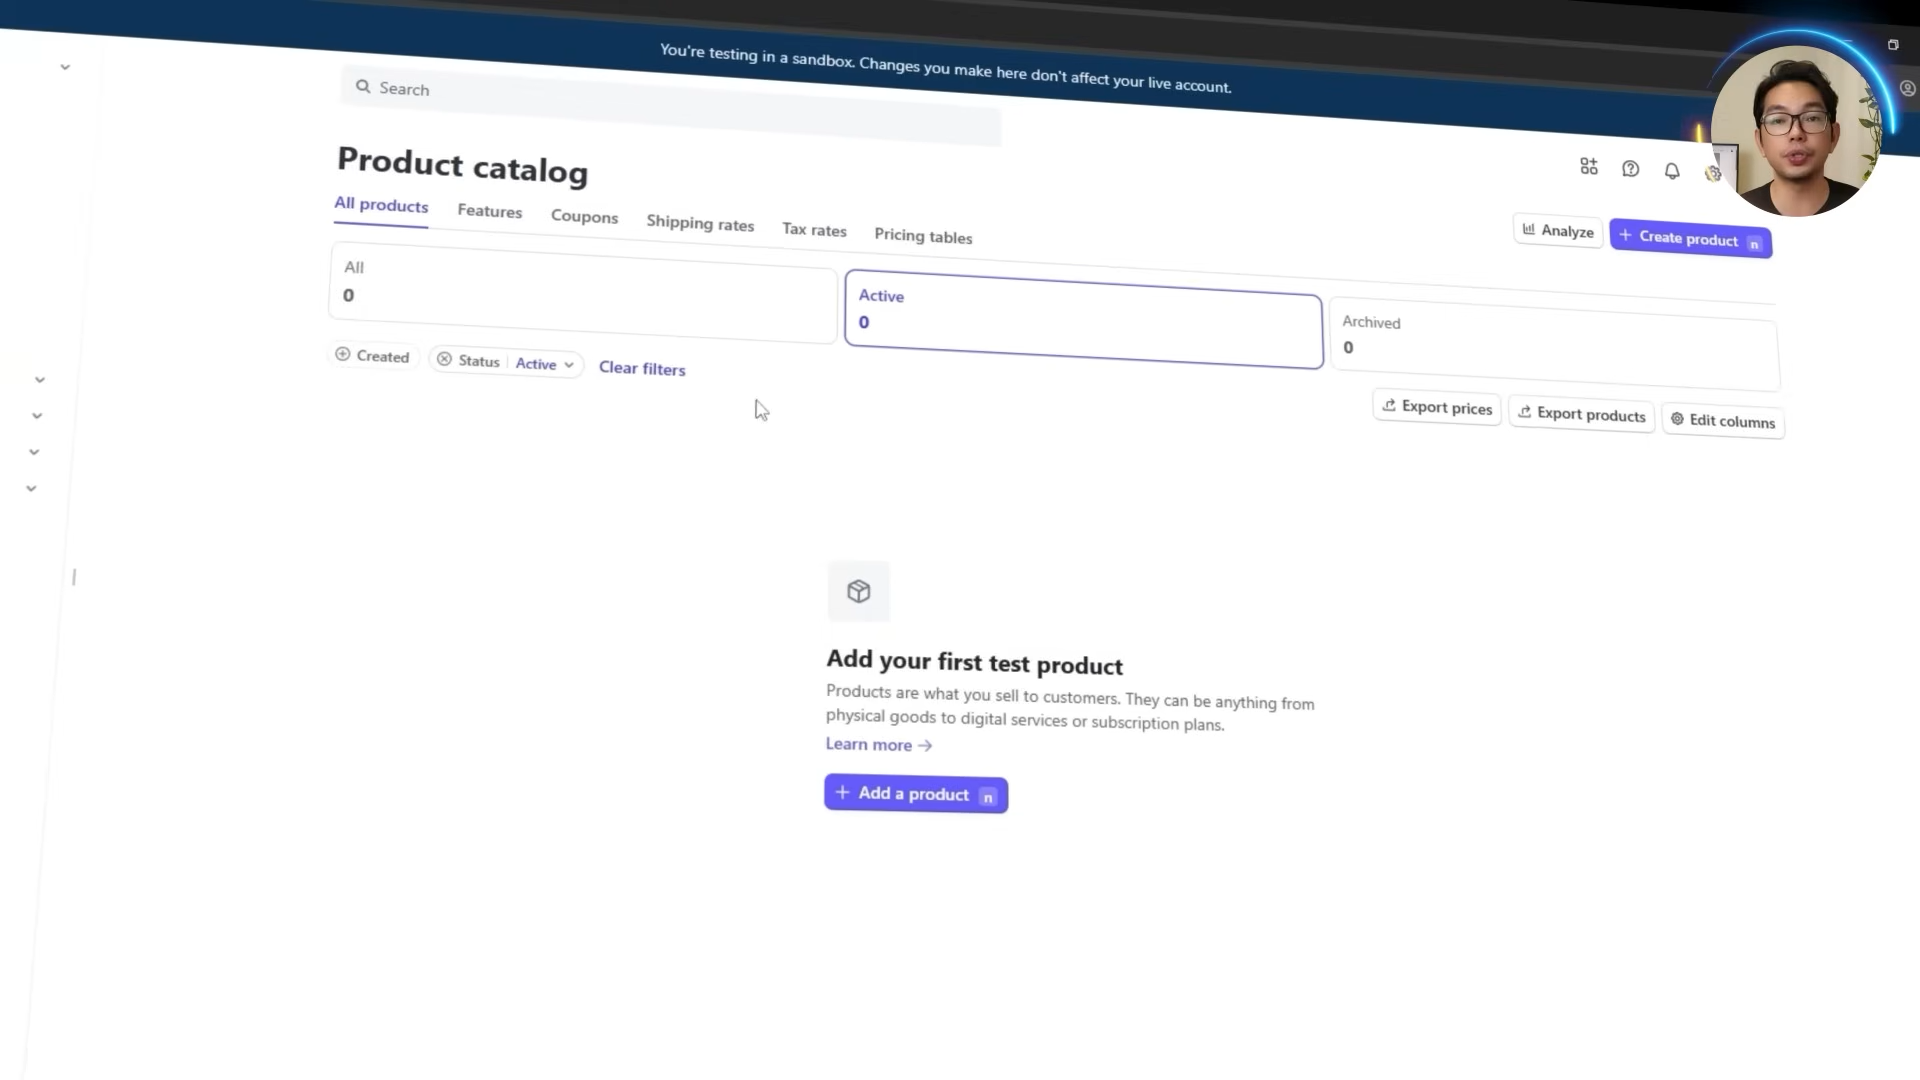 You're testing in a sandbox. Changes you make here don't affect your live account.
Search
Product catalog
All products Features Coupons Shipping rates Tax rates Pricing tables
Analyze
Create product n
All
0
Active
0
Archived
0
Created
Status Active
Clear filters
Export prices
Export products
Edit columns
Add your first test product
Products are what you sell to customers. They can be anything from
physical goods to digital services or subscription plans.
Learn more →
Add a product n